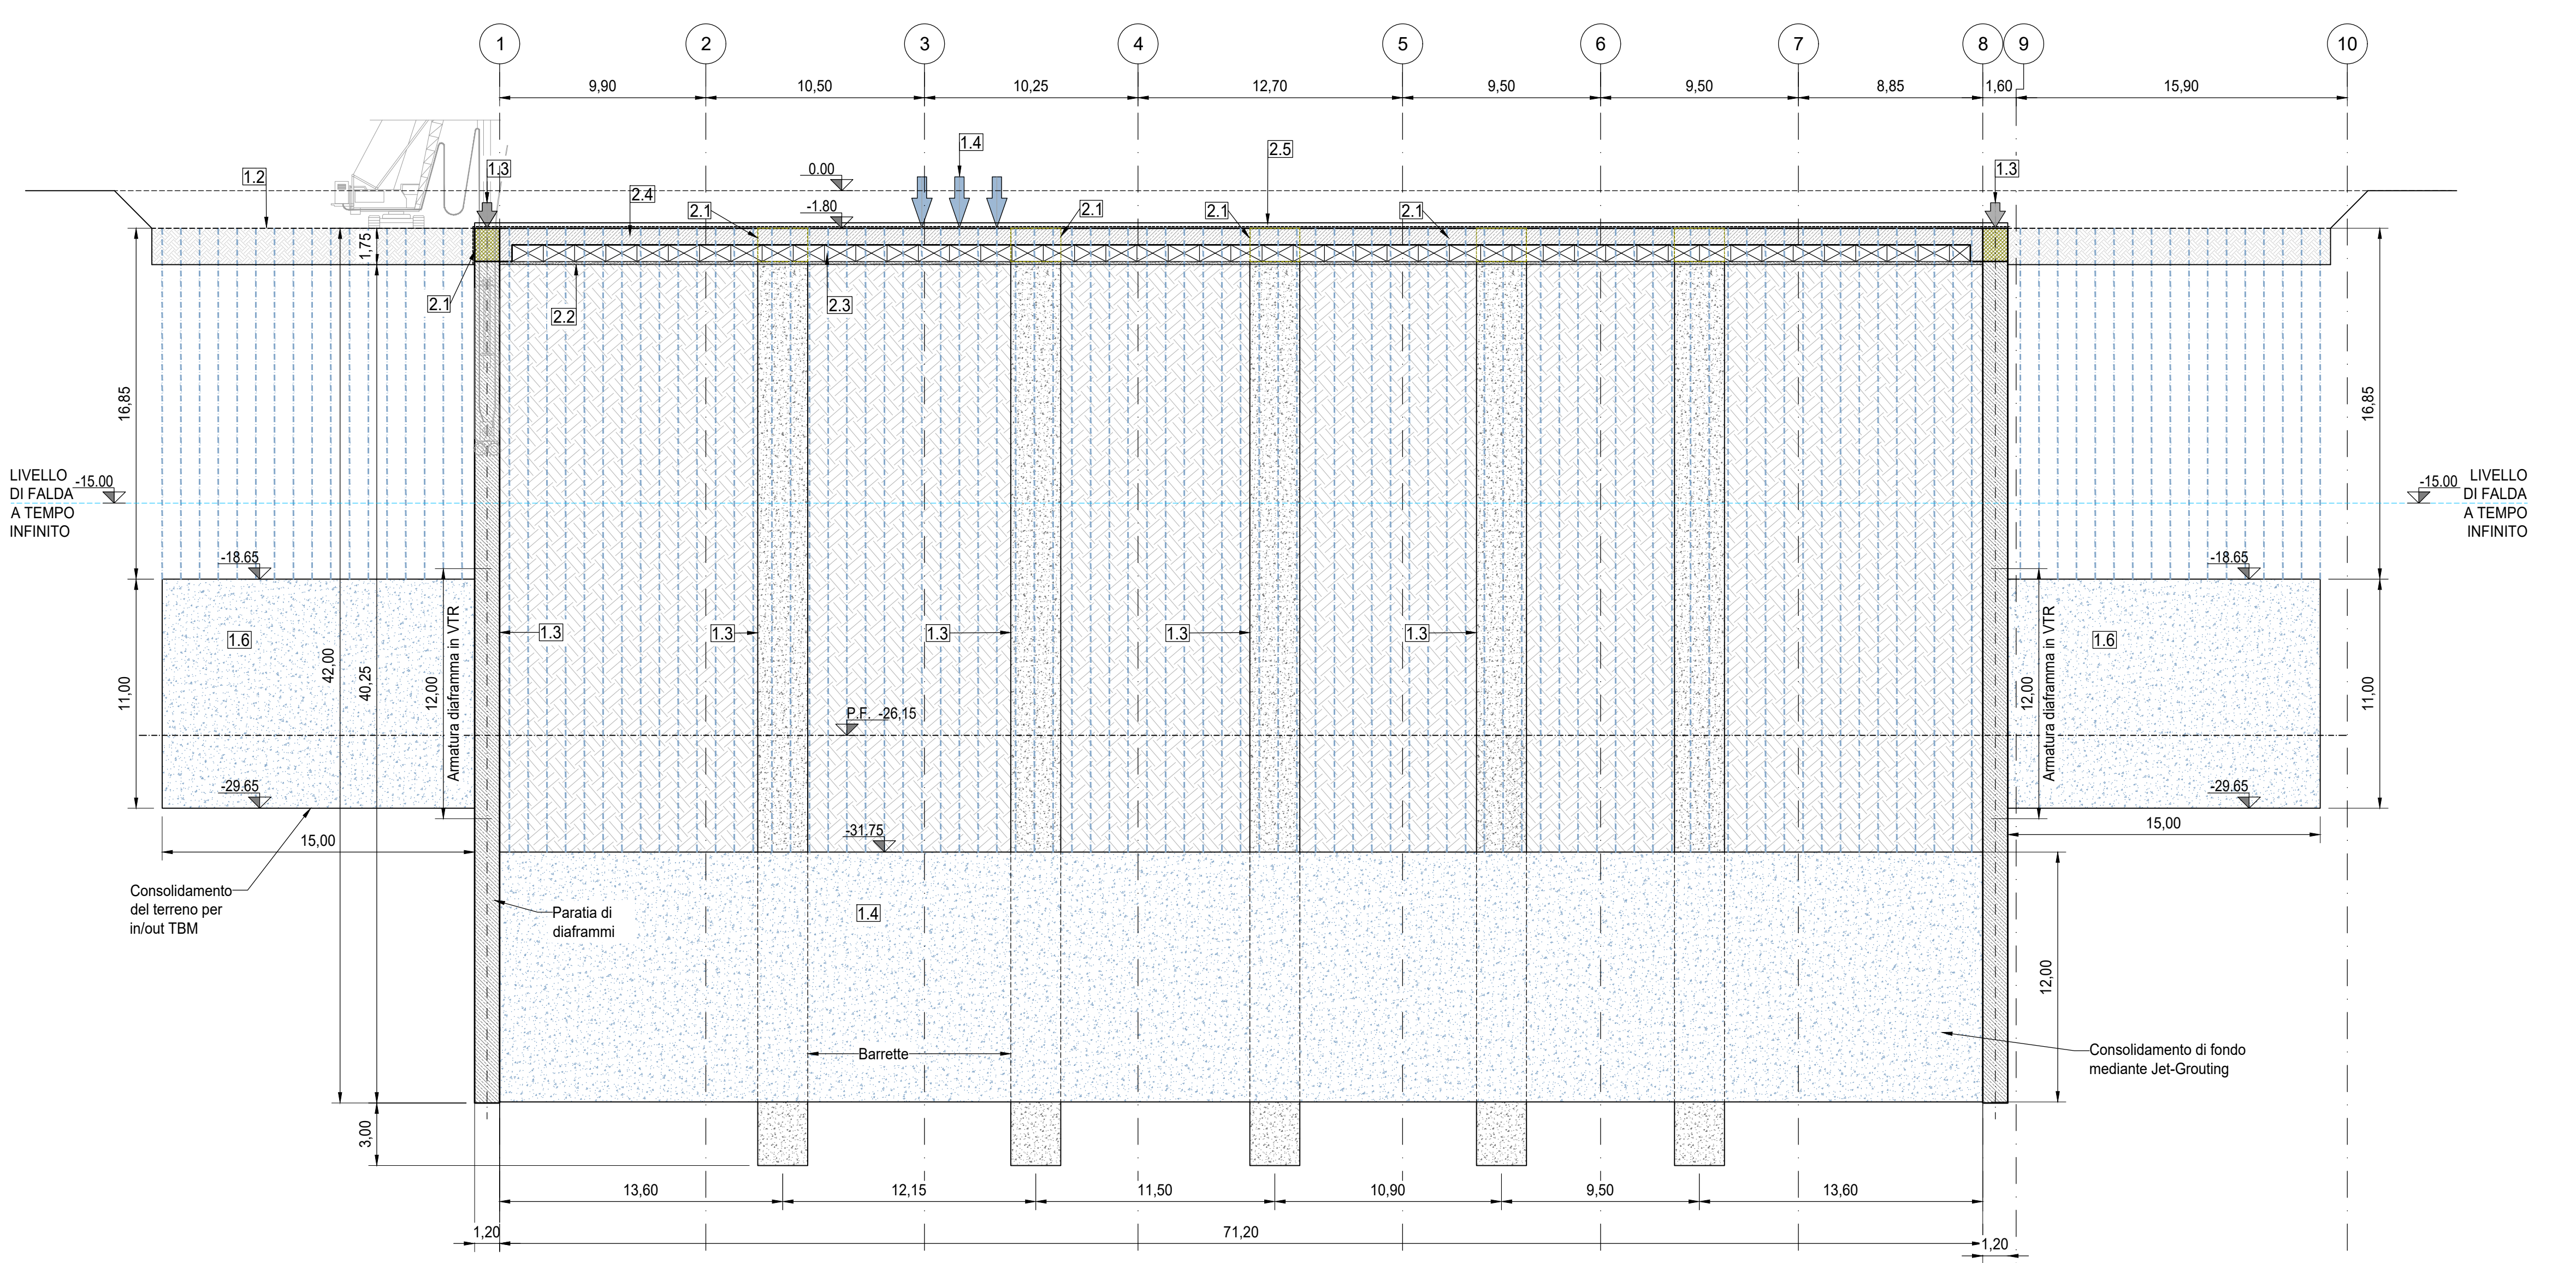 1 2 3 4 5 6 7 8 9 10
9,90 10,50 10,25 12,70 9,50 9,50 8,85 1,60 15,90
1.4
2.5
1.3 0.00 1.3
1.2
2.4
2.1 -1.80 2.1 2.1 2.1
1,75
2.1 2.2 2.3
16,85 16,85
LIVELLO
DI FALDA
A TEMPO
INFINITO
-15.00
-15.00
LIVELLO
DI FALDA
A TEMPO
INFINITO
-18.65 -18.65
1.6 1.3 1.3 1.3 1.3 1.3 1.6
11,00 42,00 40,25 12,00 Armatura diaframma in VTR
12,00 Armatura diaframma in VTR 11,00
P.F. -26,15
-29.65 -29.65
15,00 -31.75 15,00
Consolidamento
del terreno per
in/out TBM
Paratia di
diaframmi
1.4
12,00
Barrette
Consolidamento di fondo
mediante Jet-Grouting
3,00
13,60 12,15 11,50 10,90 9,50 13,60
1,20 71,20 1,20